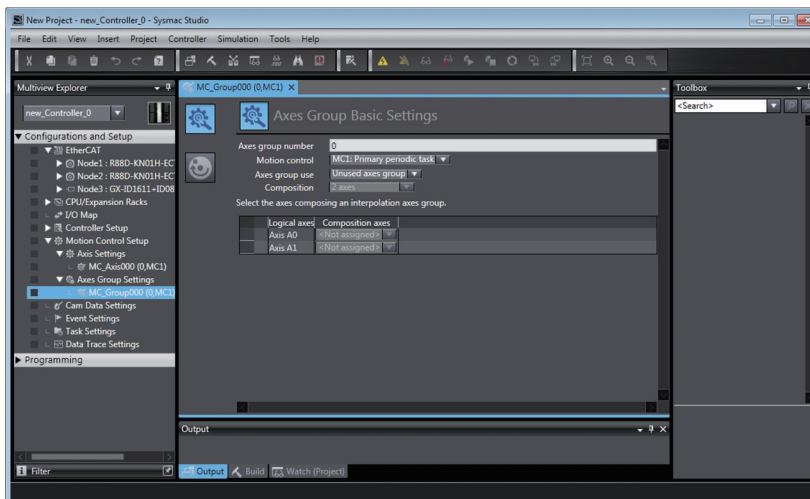 New Project - new_Controller_0 - Sysmac Studio
File Edit View Insert Project Controller Simulation Tools Help
Multiview Explorer
new_Controller_0
Configurations and Setup
EtherCAT
Node1 : R88D-KN01H-EC
Node2 : R88D-KN01H-EC
Node3 : GX-ID1611+ID08
CPU/Expansion Racks
I/O Map
Controller Setup
Motion Control Setup
Axis Settings
MC_Axis000 (0,MC1)
Axes Group Settings
MC_Group000 (0,MC1)
Cam Data Settings
Event Settings
Task Settings
Data Trace Settings
Programming
Filter
MC_Group000 (0,MC1)
Axes Group Basic Settings
Axes group number 0
Motion control MC1: Primary periodic task
Axes group use Unused axes group
Composition 2 axes
Select the axes composing an interpolation axes group.
Logical axes Composition axes
Axis A0 <Not assigned>
Axis A1 <Not assigned>
Output
Output Build Watch (Project)
Toolbox
<Search>